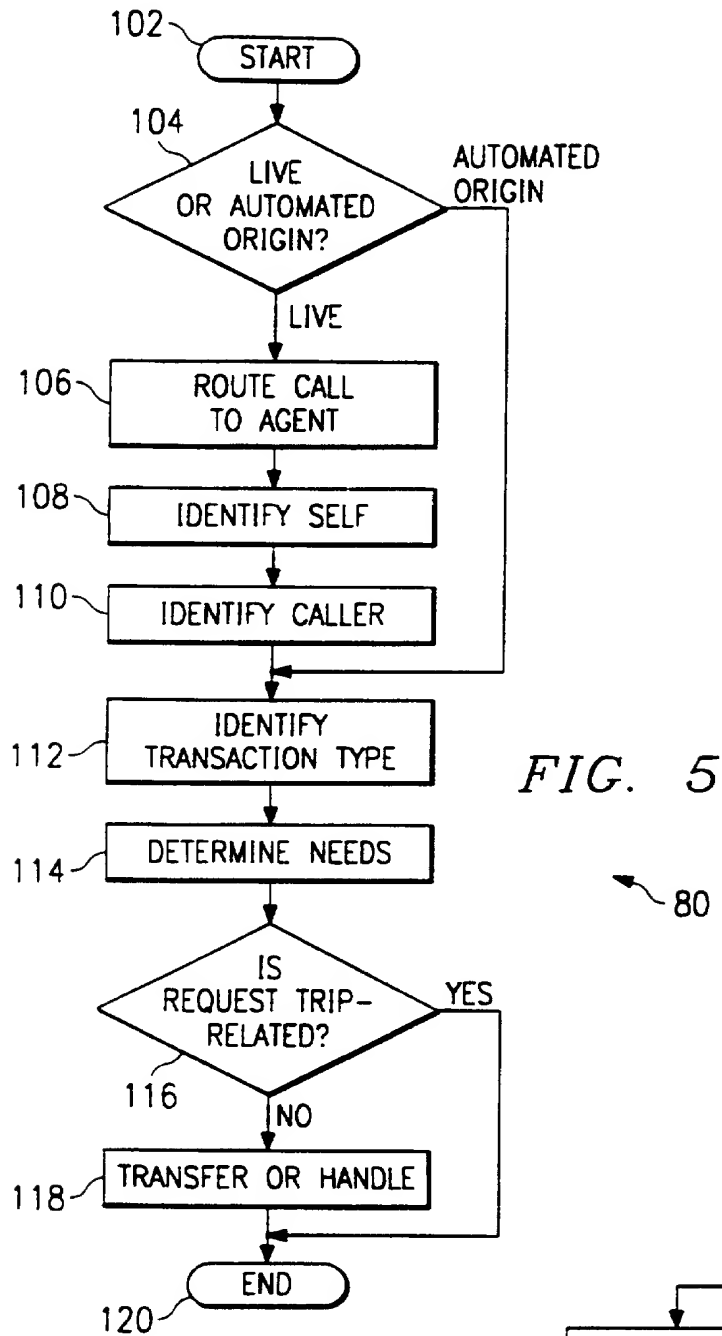 102
START
104
LIVE
OR AUTOMATED
ORIGIN?
AUTOMATED
ORIGIN
LIVE
106
ROUTE CALL
TO AGENT
108
IDENTIFY SELF
110
IDENTIFY CALLER
112
IDENTIFY
TRANSACTION TYPE
FIG. 5
114
DETERMINE NEEDS
80
IS
REQUEST TRIP-
RELATED?
YES
116
NO
118
TRANSFER OR HANDLE
END
120